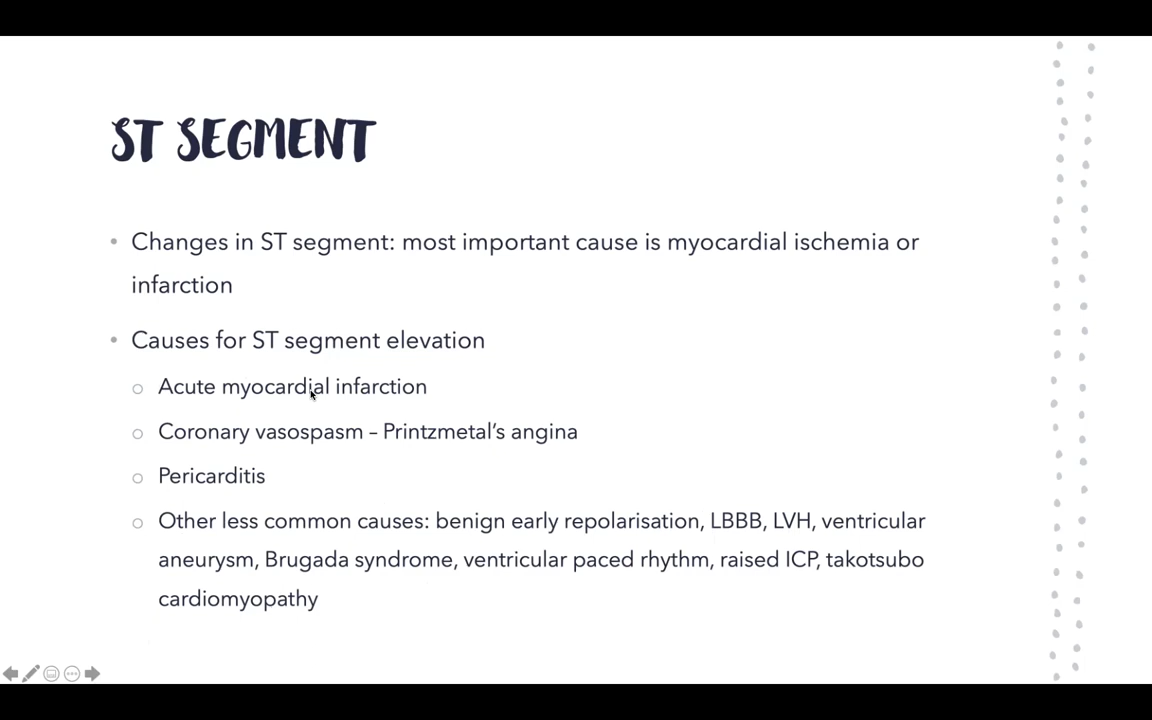 ST SEGMENT
• Changes in ST segment: most important cause is myocardial ischemia or
infarction
• Causes for ST segment elevation
○ Acute myocardial infarction
○ Coronary vasospasm – Printzmetal’s angina
○ Pericarditis
○ Other less common causes: benign early repolarisation, LBBB, LVH, ventricular
aneurysm, Brugada syndrome, ventricular paced rhythm, raised ICP, takotsubo
cardiomyopathy